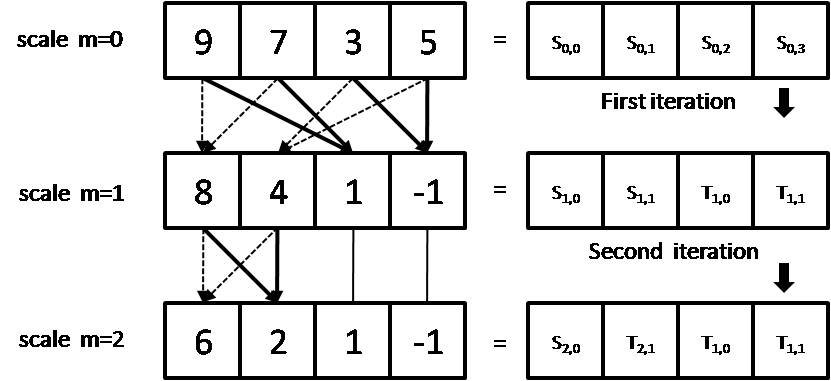 scale m=0 9 7 3 5 = S0,0 S0,1 S0,2 S0,3
First iteration
scale m=1 8 4 1 -1 = S1,0 S1,1 T1,0 T1,1
Second iteration
scale m=2 6 2 1 -1 = S2,0 T2,1 T1,0 T1,1